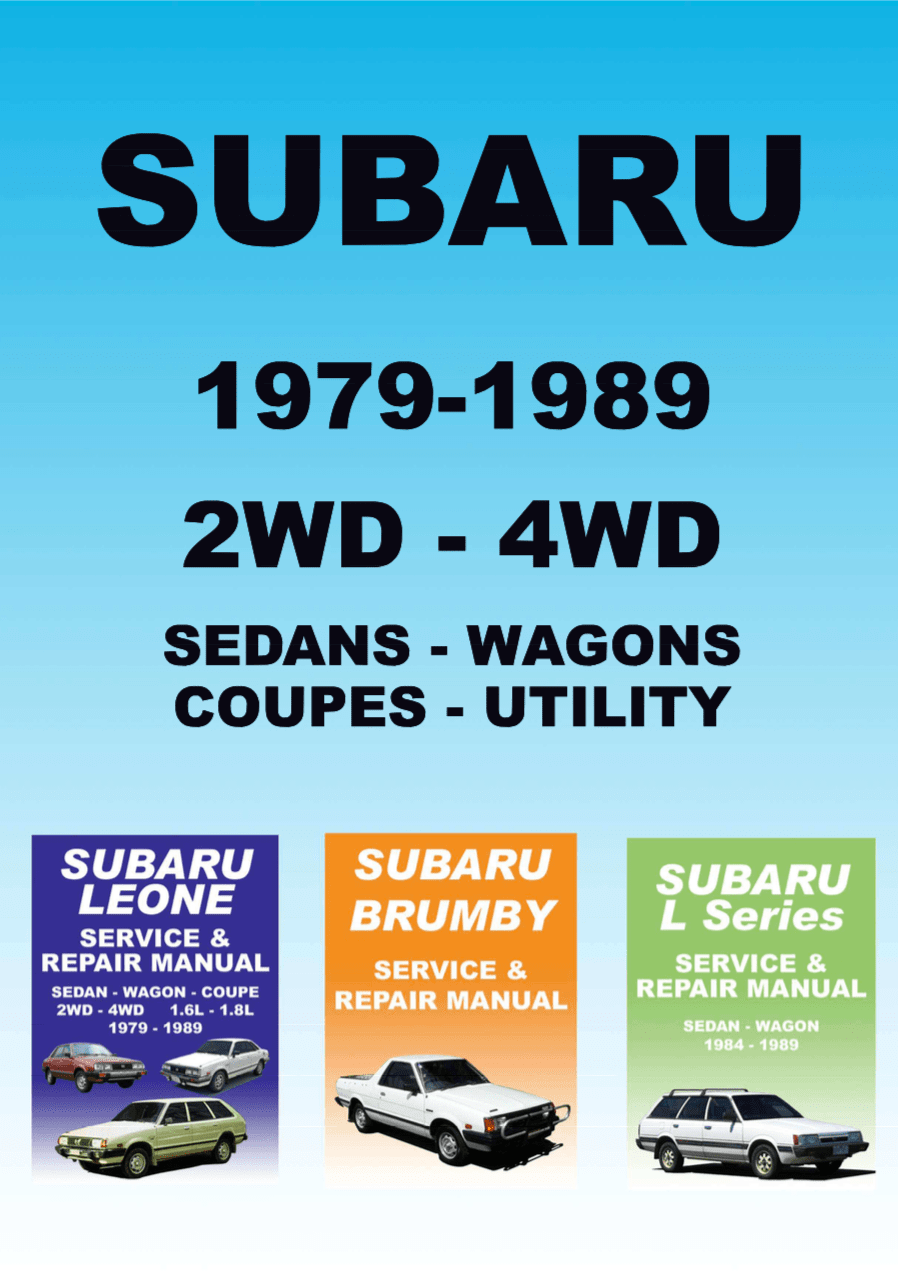 SUBARU
1979-1989
2WD - 4WD
SEDANS - WAGONS
COUPES - UTILITY
SUBARU
LEONE
SERVICE &
REPAIR MANUAL
SEDAN - WAGON - COUPE
2WD - 4WD 1.6L - 1.8L
1979 - 1989
SUBARU
BRUMBY
SERVICE &
REPAIR MANUAL
SUBARU
L Series
SERVICE &
REPAIR MANUAL
SEDAN - WAGON
1984 - 1989